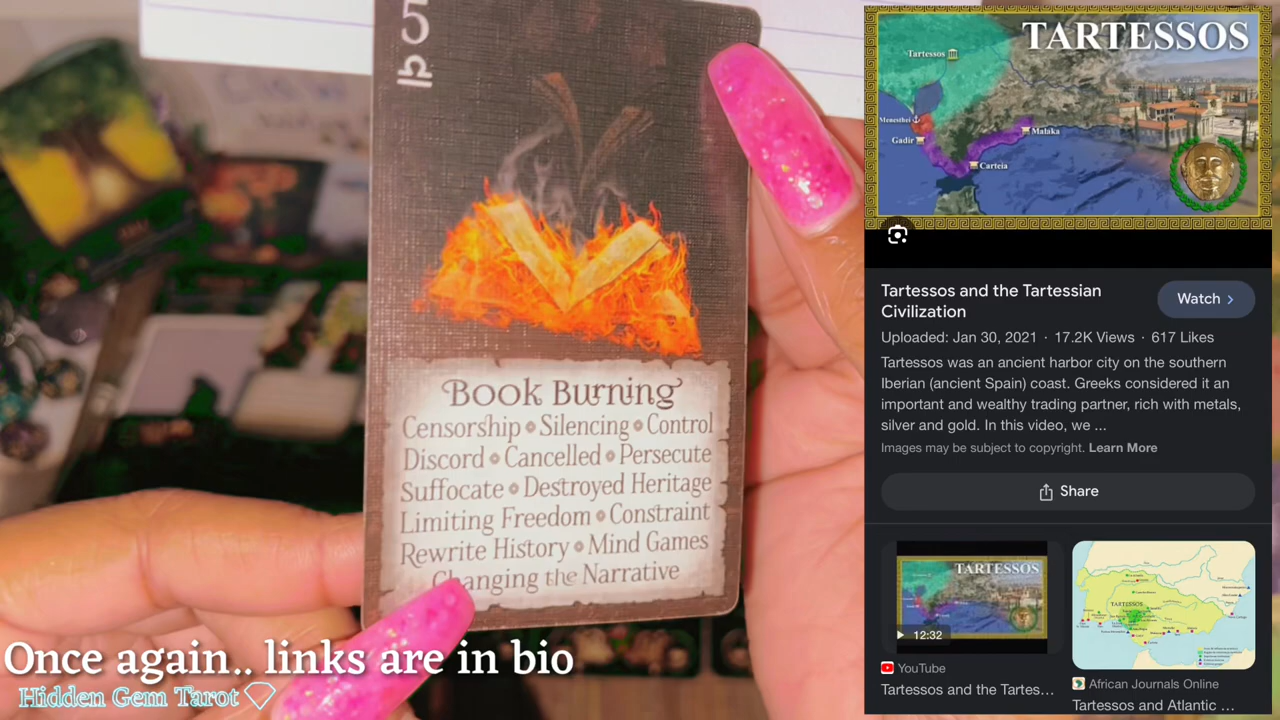 5
Book Burning
Censorship • Silencing • Control
Discord • Cancelled • Persecute
Suffocate • Destroyed Heritage
Limiting Freedom • Constraint
Rewrite History • Mind Games
Changing the Narrative
Once again.. links are in bio
Hidden Gem Tarot
TARTESSOS
Tartessos
Menesthei
Gadir
Malaka
Carteia
Tartessos and the Tartessian
Civilization
Watch >
Uploaded: Jan 30, 2021 · 17.2K Views · 617 Likes
Tartessos was an ancient harbor city on the southern
Iberian (ancient Spain) coast. Greeks considered it an
important and wealthy trading partner, rich with metals,
silver and gold. In this video, we ...
Images may be subject to copyright. Learn More
Share
TARTESSOS
12:32
YouTube
Tartessos and the Tartes...
TARTESSOS
African Journals Online
Tartessos and Atlantic ...